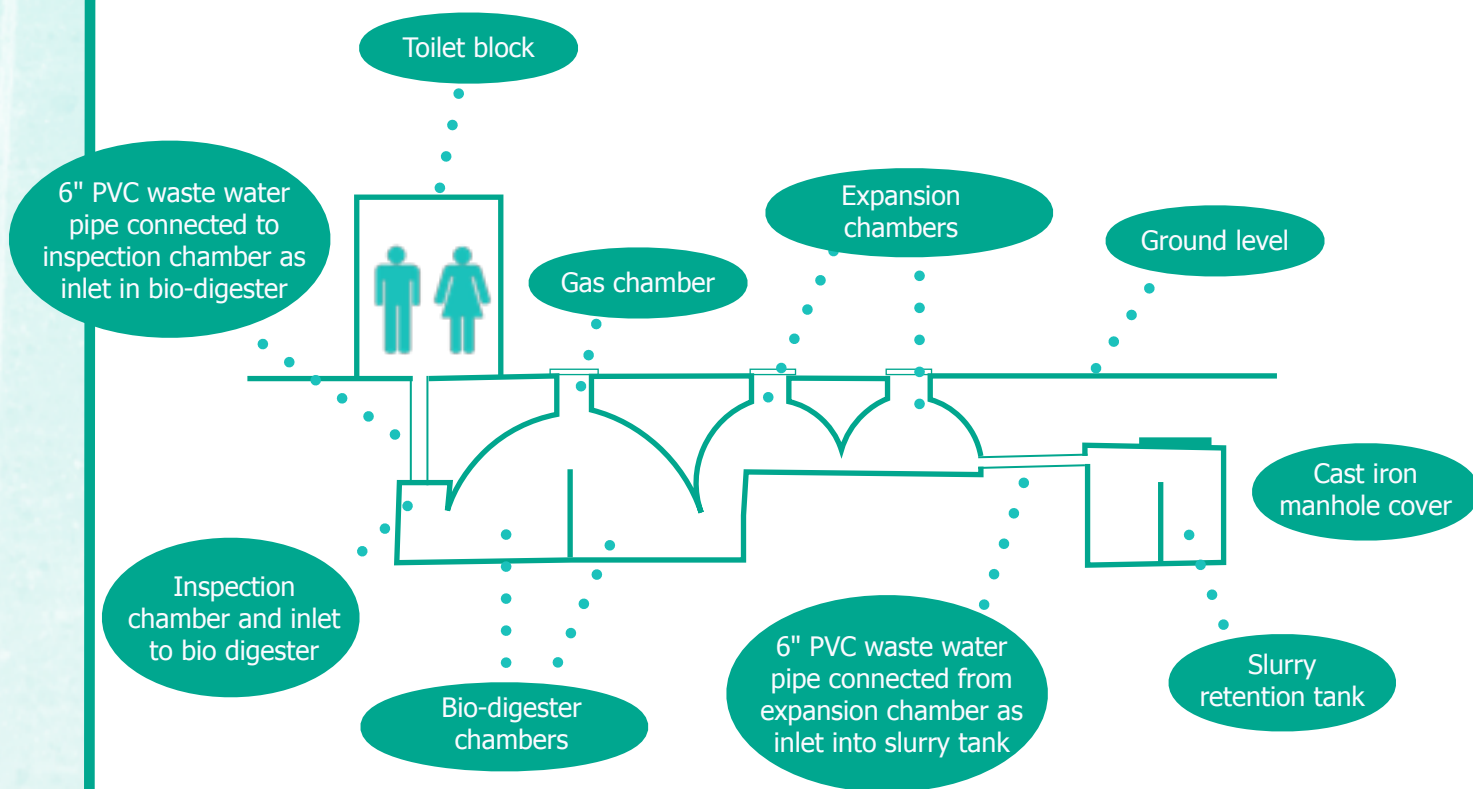 Toilet block
6" PVC waste water
pipe connected to
inspection chamber as
inlet in bio-digester
Expansion
chambers
Ground level
Gas chamber
Cast iron
manhole cover
Inspection
chamber and inlet
to bio digester
6" PVC waste water
pipe connected from
expansion chamber as
inlet into slurry tank
Slurry
retention tank
Bio-digester
chambers